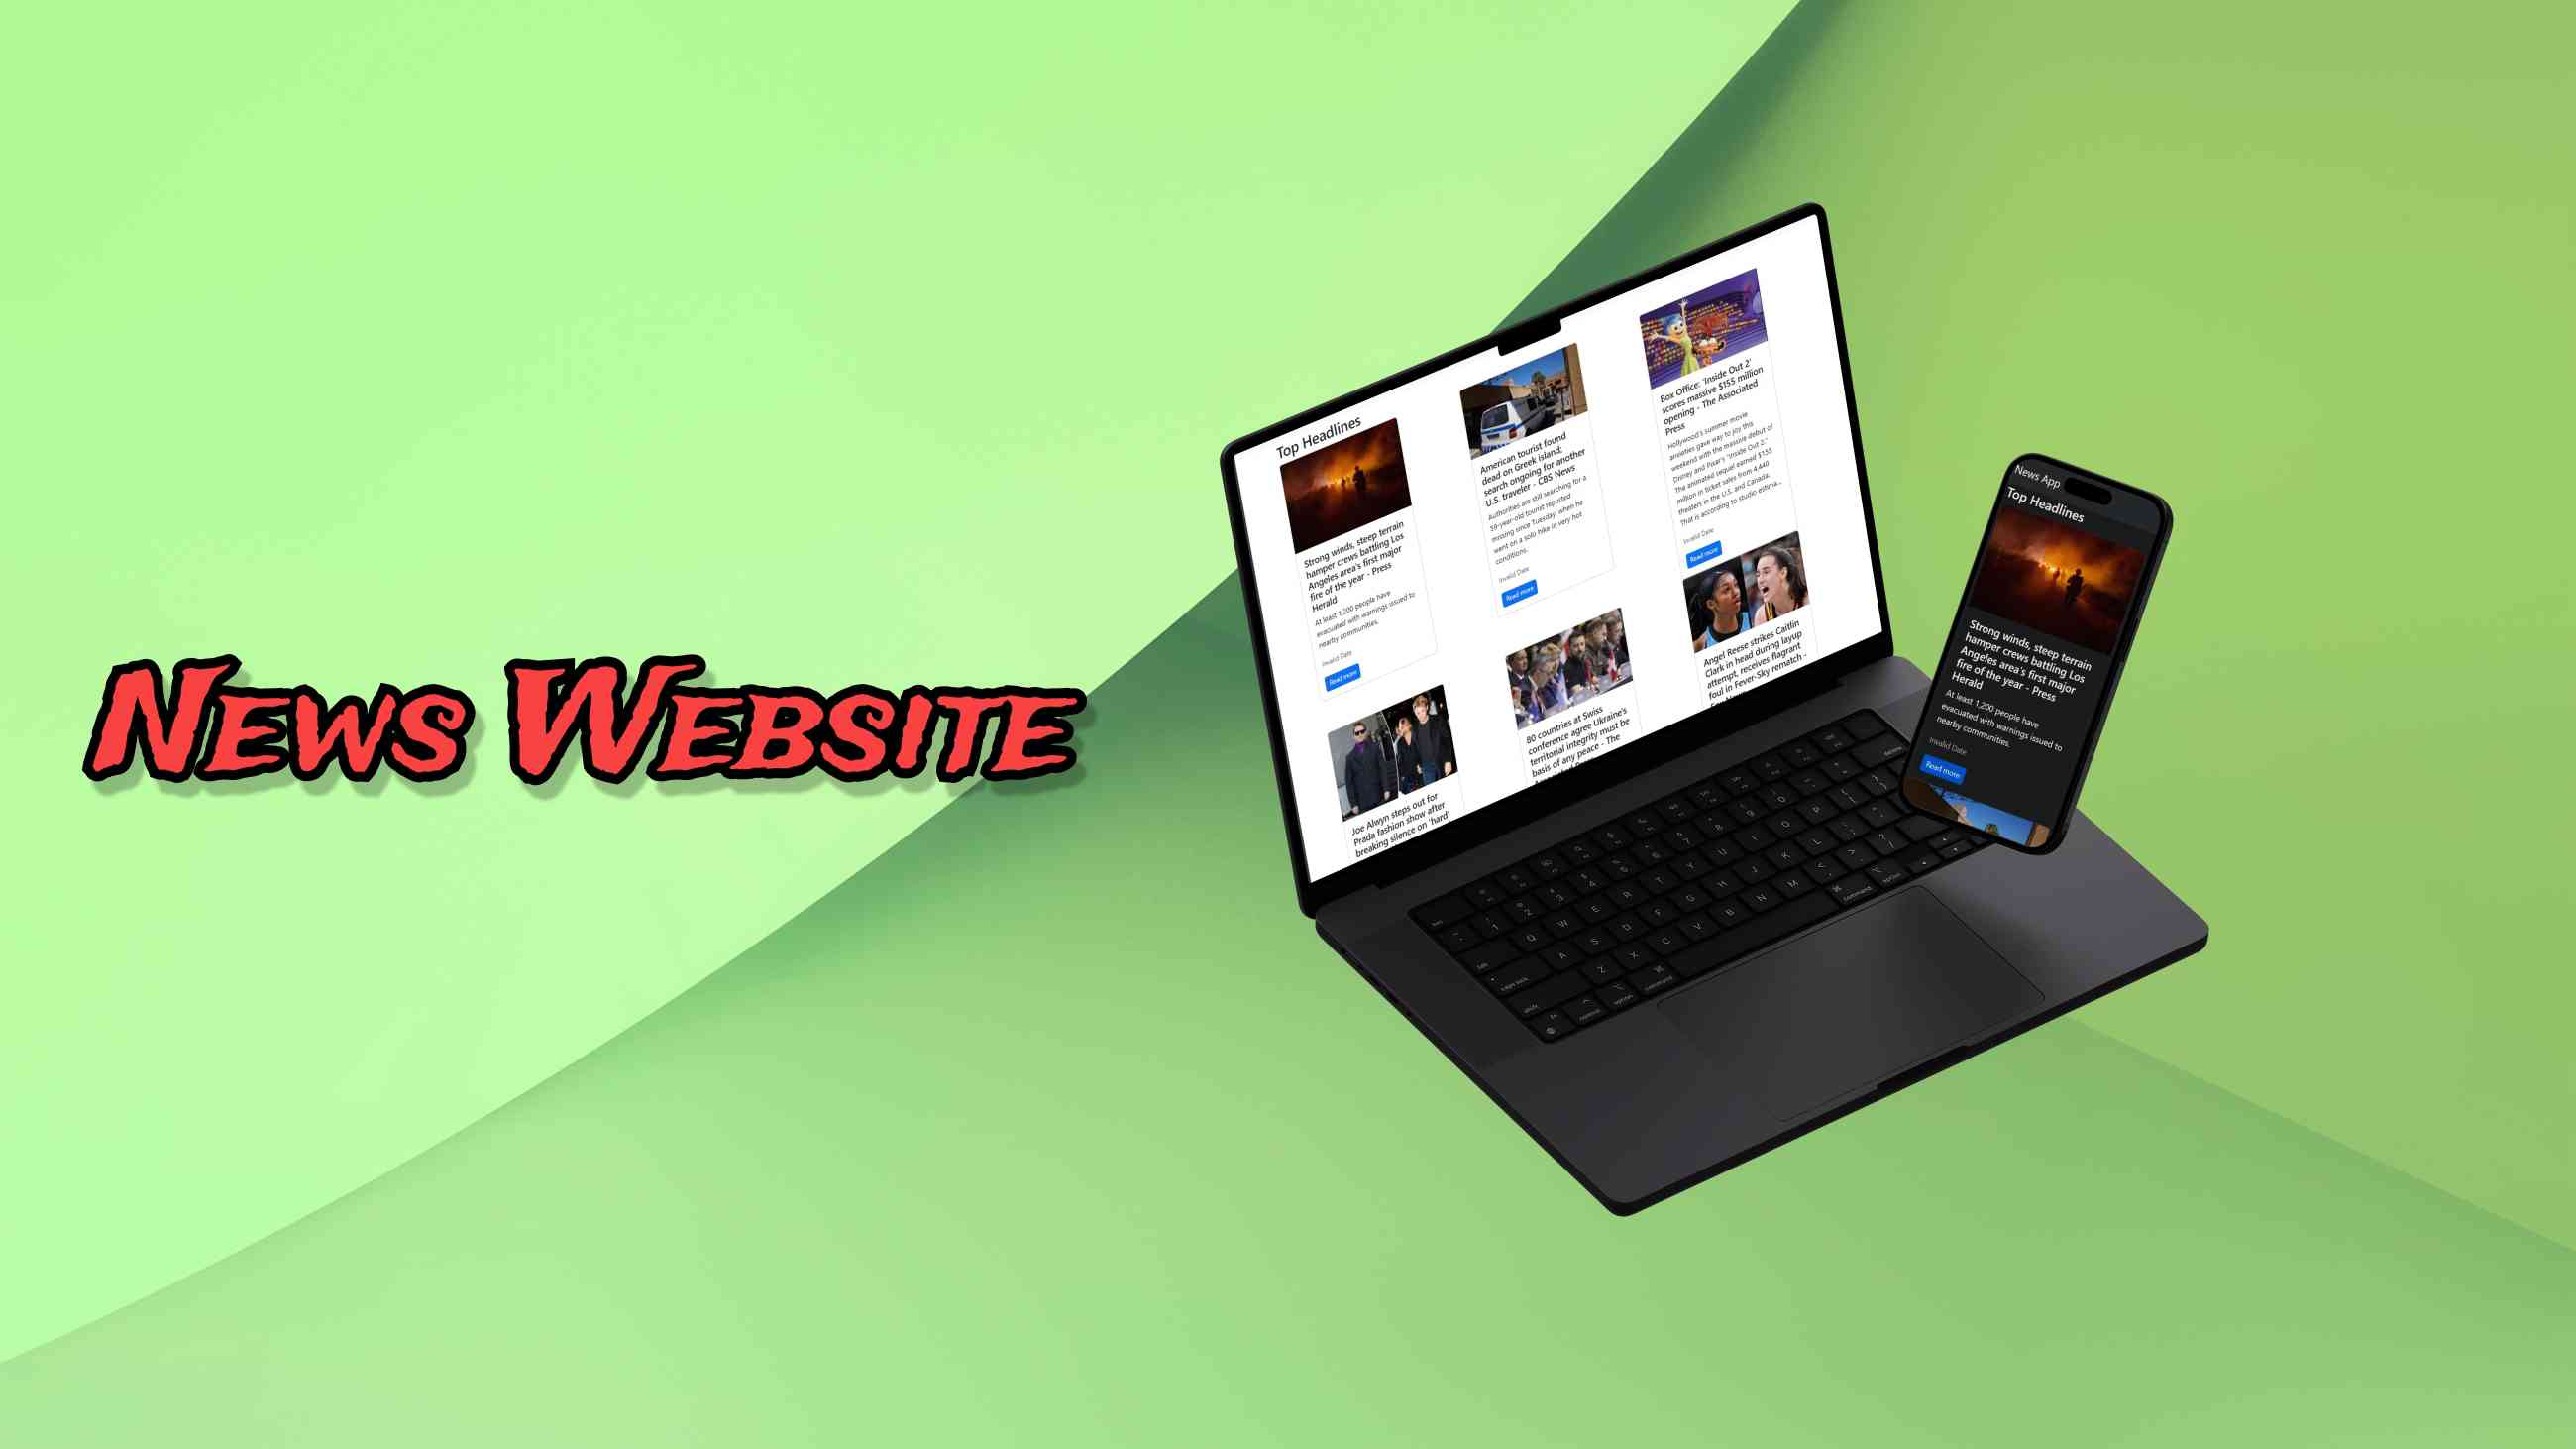 News Website
Top Headlines
Strong winds, steep terrain
hamper crews battling Los
Angeles area's first major
fire of the year - Press
Herald
At least 1,200 people have
evacuated with warnings issued to
nearby communities.
Invalid Date
Read more
American tourist found
dead on Greek island;
search ongoing for another
U.S. traveler - CBS News
Authorities are still searching for a
59-year-old tourist reported
missing since Tuesday, when he
went on a solo hike in very hot
conditions.
Invalid Date
Read more
Box Office: 'Inside Out 2'
scores massive $155 million
opening - The Associated
Press
Hollywood's summer movie
anxieties gave way to joy this
weekend with the massive debut of
Disney and Pixar's "Inside Out 2."
The animated sequel earned $155
million in ticket sales from 4,440
theaters in the U.S. and Canada.
That is according to studio estima...
Invalid Date
Read more
Joe Alwyn steps out for
Prada fashion show after
breaking silence on 'hard'
80 countries at Swiss
conference agree Ukraine's
territorial integrity must be
basis of any peace - The
Angel Reese strikes Caitlin
Clark in head during layup
attempt, receives flagrant
foul in Fever-Sky rematch -
News App
Top Headlines
Strong winds, steep terrain
hamper crews battling Los
Angeles area's first major
fire of the year - Press
Herald
At least 1,200 people have
evacuated with warnings issued to
nearby communities.
Invalid Date
Read more
Q W E R T Y U I O P
A S D F G H J K L
Z X C V B N M
command
option
control
option
command